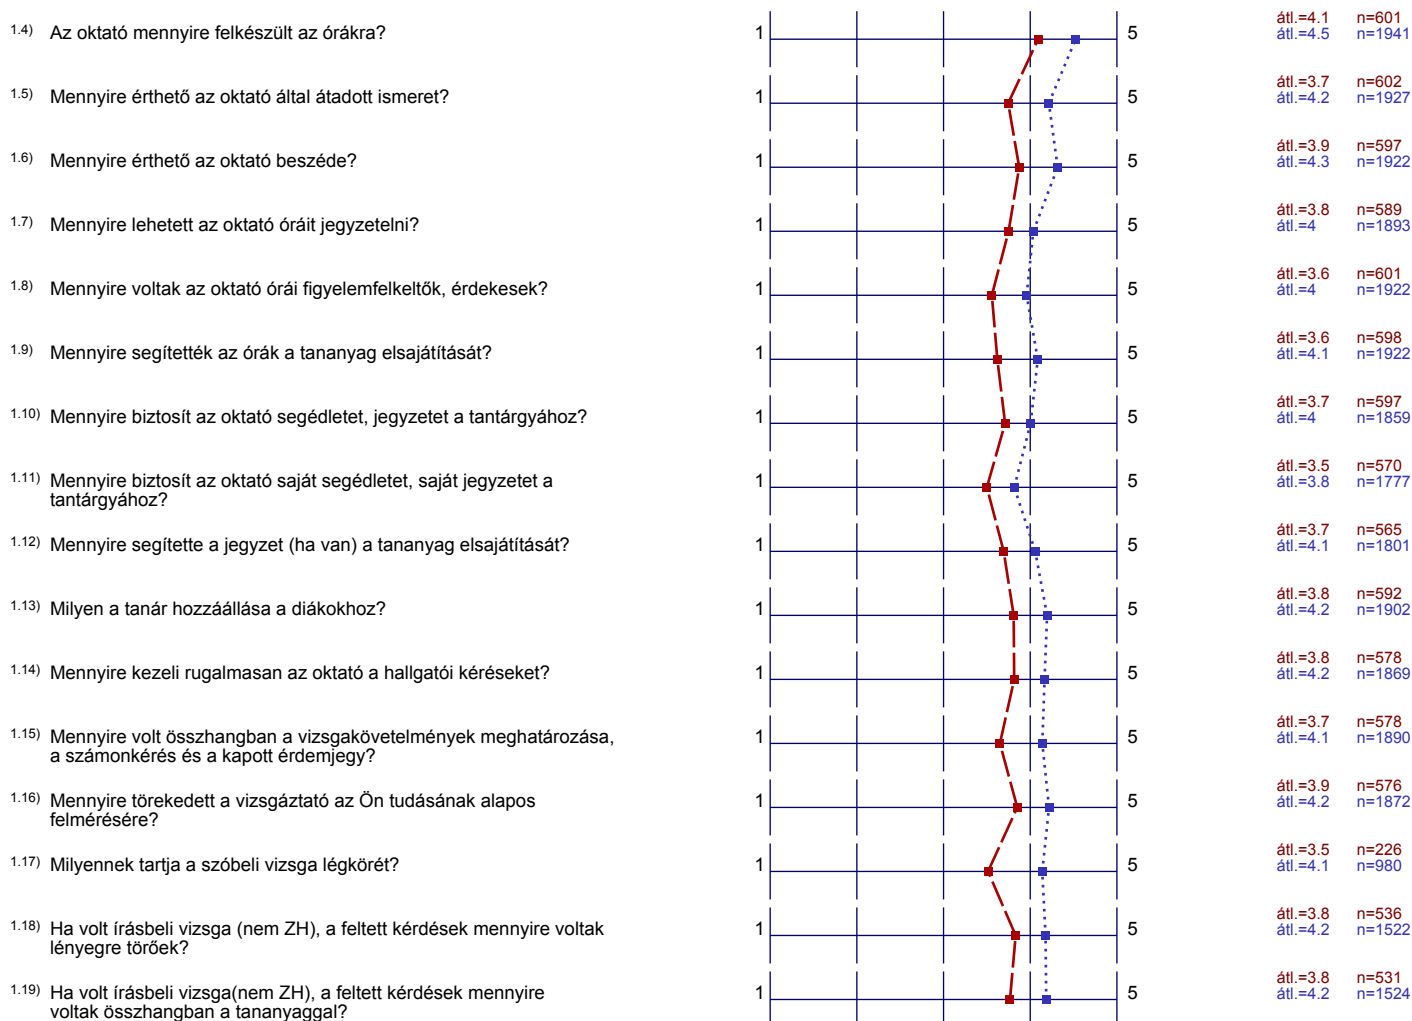 1.4) Az oktató mennyire felkészült az órákra? 1 5 átl.=4.1 n=601
átl.=4.5 n=1941
1.5) Mennyire érthető az oktató által átadott ismeret? 1 5 átl.=3.7 n=602
átl.=4.2 n=1927
1.6) Mennyire érthető az oktató beszéde? 1 5 átl.=3.9 n=597
átl.=4.3 n=1922
1.7) Mennyire lehetett az oktató óráit jegyzetelni? 1 5 átl.=3.8 n=589
átl.=4 n=1893
1.8) Mennyire voltak az oktató órái figyelemfelkeltők, érdekesek? 1 5 átl.=3.6 n=601
átl.=4 n=1922
1.9) Mennyire segítették az órák a tananyag elsajátítását? 1 5 átl.=3.6 n=598
átl.=4.1 n=1922
1.10) Mennyire biztosít az oktató segédletet, jegyzetet a tantárgyához? 1 5 átl.=3.7 n=597
átl.=4 n=1859
1.11) Mennyire biztosít az oktató saját segédletet, saját jegyzetet a 1 5 átl.=3.5 n=570
tantárgyához? átl.=3.8 n=1777
1.12) Mennyire segítette a jegyzet (ha van) a tananyag elsajátítását? 1 5 átl.=3.7 n=565
átl.=4.1 n=1801
1.13) Milyen a tanár hozzáállása a diákokhoz? 1 5 átl.=3.8 n=592
átl.=4.2 n=1902
1.14) Mennyire kezeli rugalmasan az oktató a hallgatói kéréseket? 1 5 átl.=3.8 n=578
átl.=4.2 n=1869
1.15) Mennyire volt összhangban a vizsgakövetelmények meghatározása, 1 5 átl.=3.7 n=578
a számonkérés és a kapott érdemjegy? átl.=4.1 n=1890
1.16) Mennyire törekedett a vizsgáztató az Ön tudásának alapos 1 5 átl.=3.9 n=576
felmérésére? átl.=4.2 n=1872
1.17) Milyennek tartja a szóbeli vizsga légkörét? 1 5 átl.=3.5 n=226
átl.=4.1 n=980
1.18) Ha volt írásbeli vizsga (nem ZH), a feltett kérdések mennyire voltak 1 5 átl.=3.8 n=536
lényegre törőek? átl.=4.2 n=1522
1.19) Ha volt írásbeli vizsga(nem ZH), a feltett kérdések mennyire 1 5 átl.=3.8 n=531
voltak összhangban a tananyaggal? átl.=4.2 n=1524